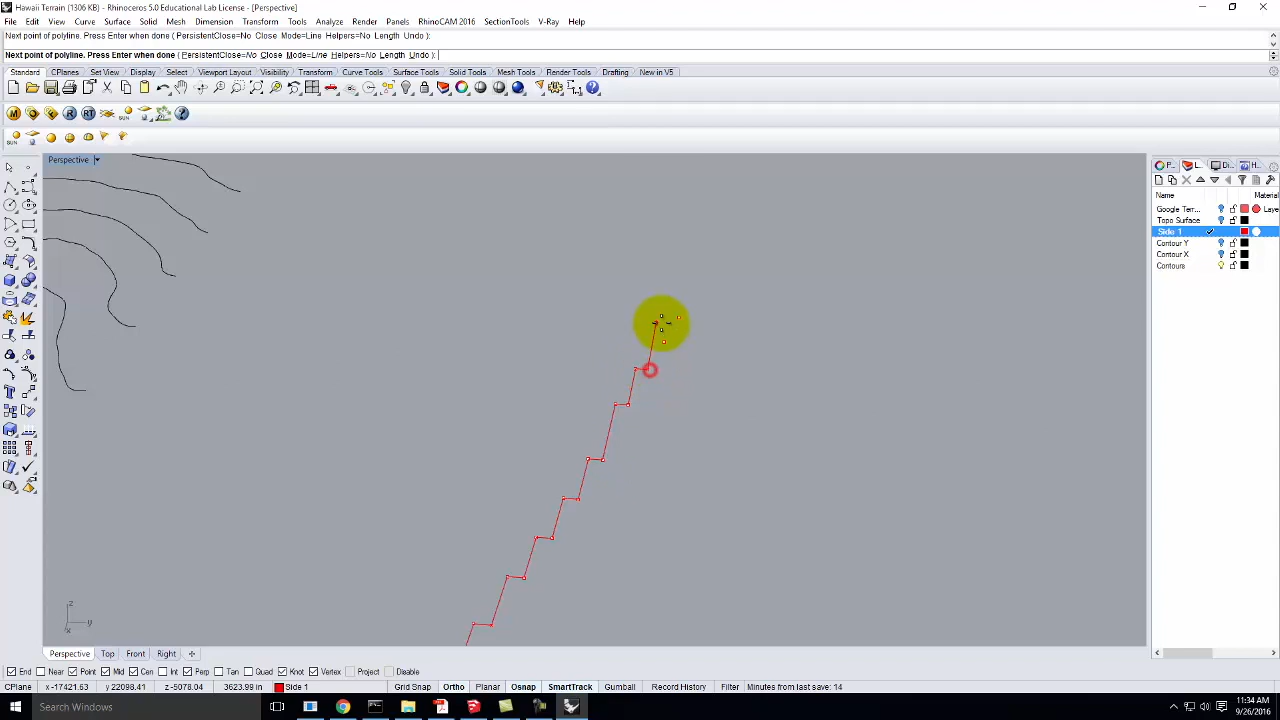 Hawaii Terrain (1306 KB) - Rhinoceros 5.0 Educational Lab License - [Perspective]
File Edit View Curve Surface Solid Mesh Dimension Transform Tools Analyze Render Panels RhinoCAM 2016 SectionTools V-Ray Help
Next point of polyline. Press Enter when done ( PersistentClose=No Close Mode=Line Helpers=No Length Undo ):
Next point of polyline. Press Enter when done ( PersistentClose=No Close Mode=Line Helpers=No Length Undo ):
Standard CPlanes Set View Display Select Viewport Layout Visibility Transform Curve Tools Surface Tools Solid Tools Mesh Tools Render Tools Drafting New in V5
M R RT SUN
SUN
Perspective
P... L... Di... H...
Name Material
Google Terr... Laye
Topo Surface
Side 1
Contour Y
Contour X
Contours
z
y
x
Perspective Top Front Right
End Near Point Mid Cen Int Perp Tan Quad Knot Vertex Project Disable
CPlane x -17421.63 y 22098.41 z -5078.04 3623.99 in Side 1 Grid Snap Ortho Planar Osnap SmartTrack Gumball Record History Filter Minutes from last save: 14
Search Windows
11:34 AM
9/26/2016